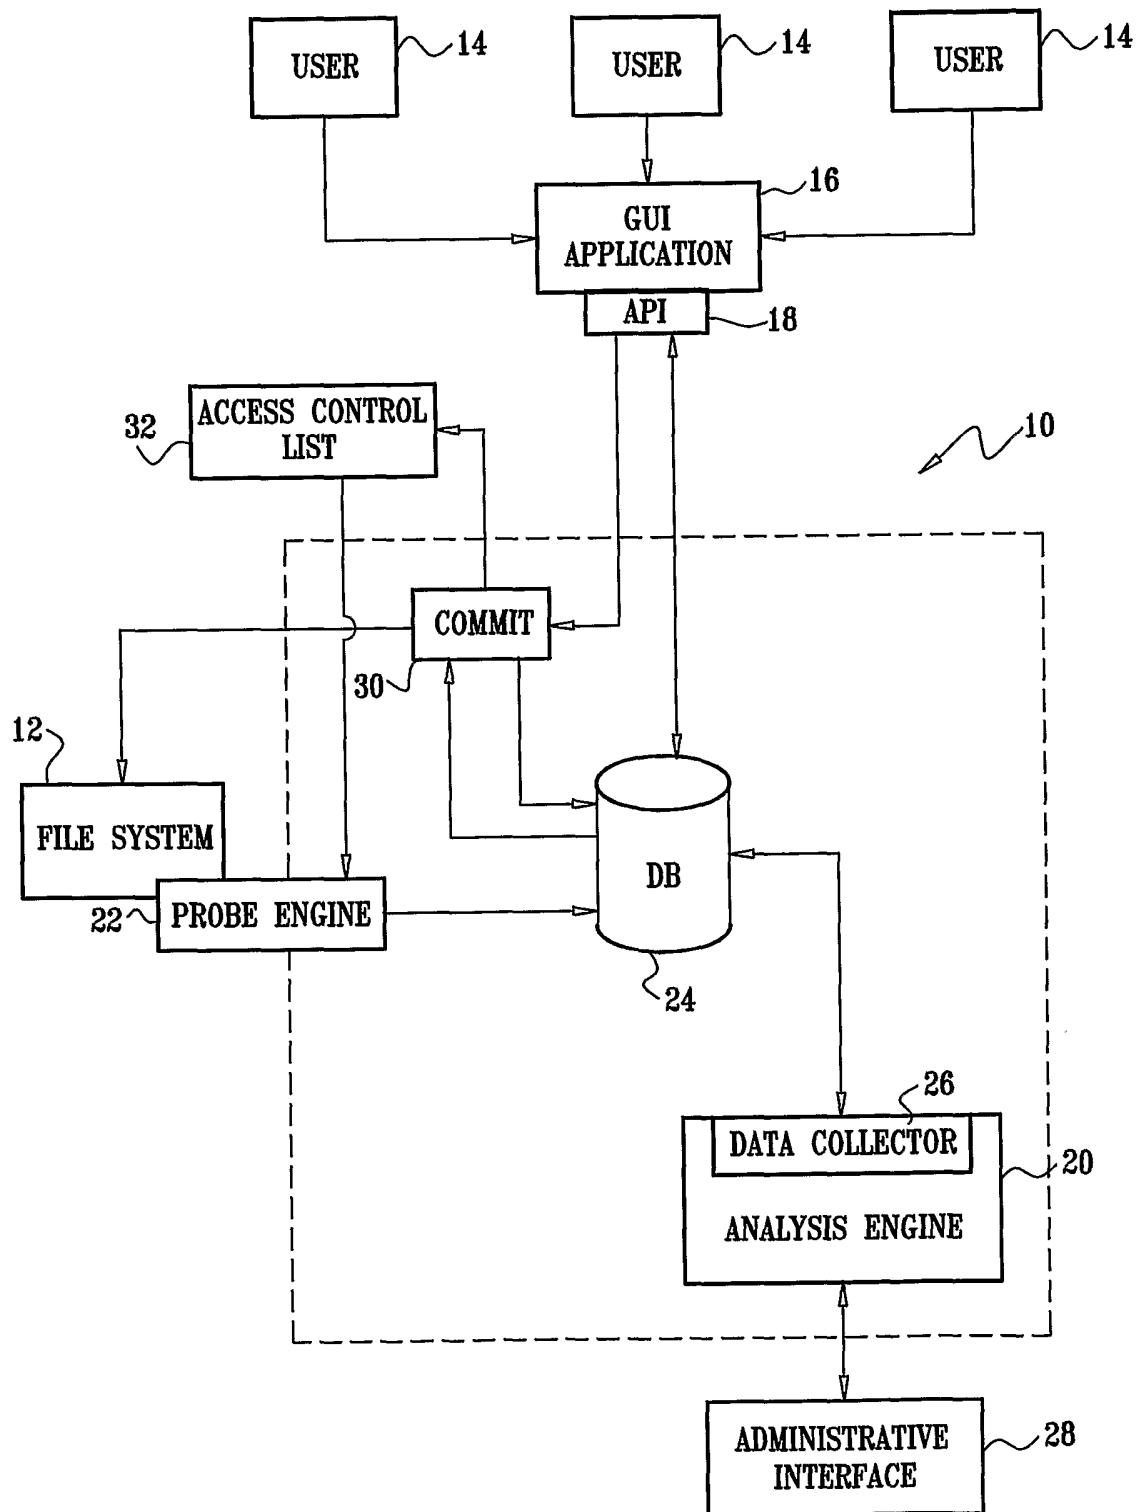 USER
14
USER
14
USER
14
GUI
APPLICATION
16
API
18
ACCESS CONTROL
LIST
32
10
COMMIT
30
12
FILE SYSTEM
22
PROBE ENGINE
DB
24
26
DATA COLLECTOR
20
ANALYSIS ENGINE
ADMINISTRATIVE
INTERFACE
28